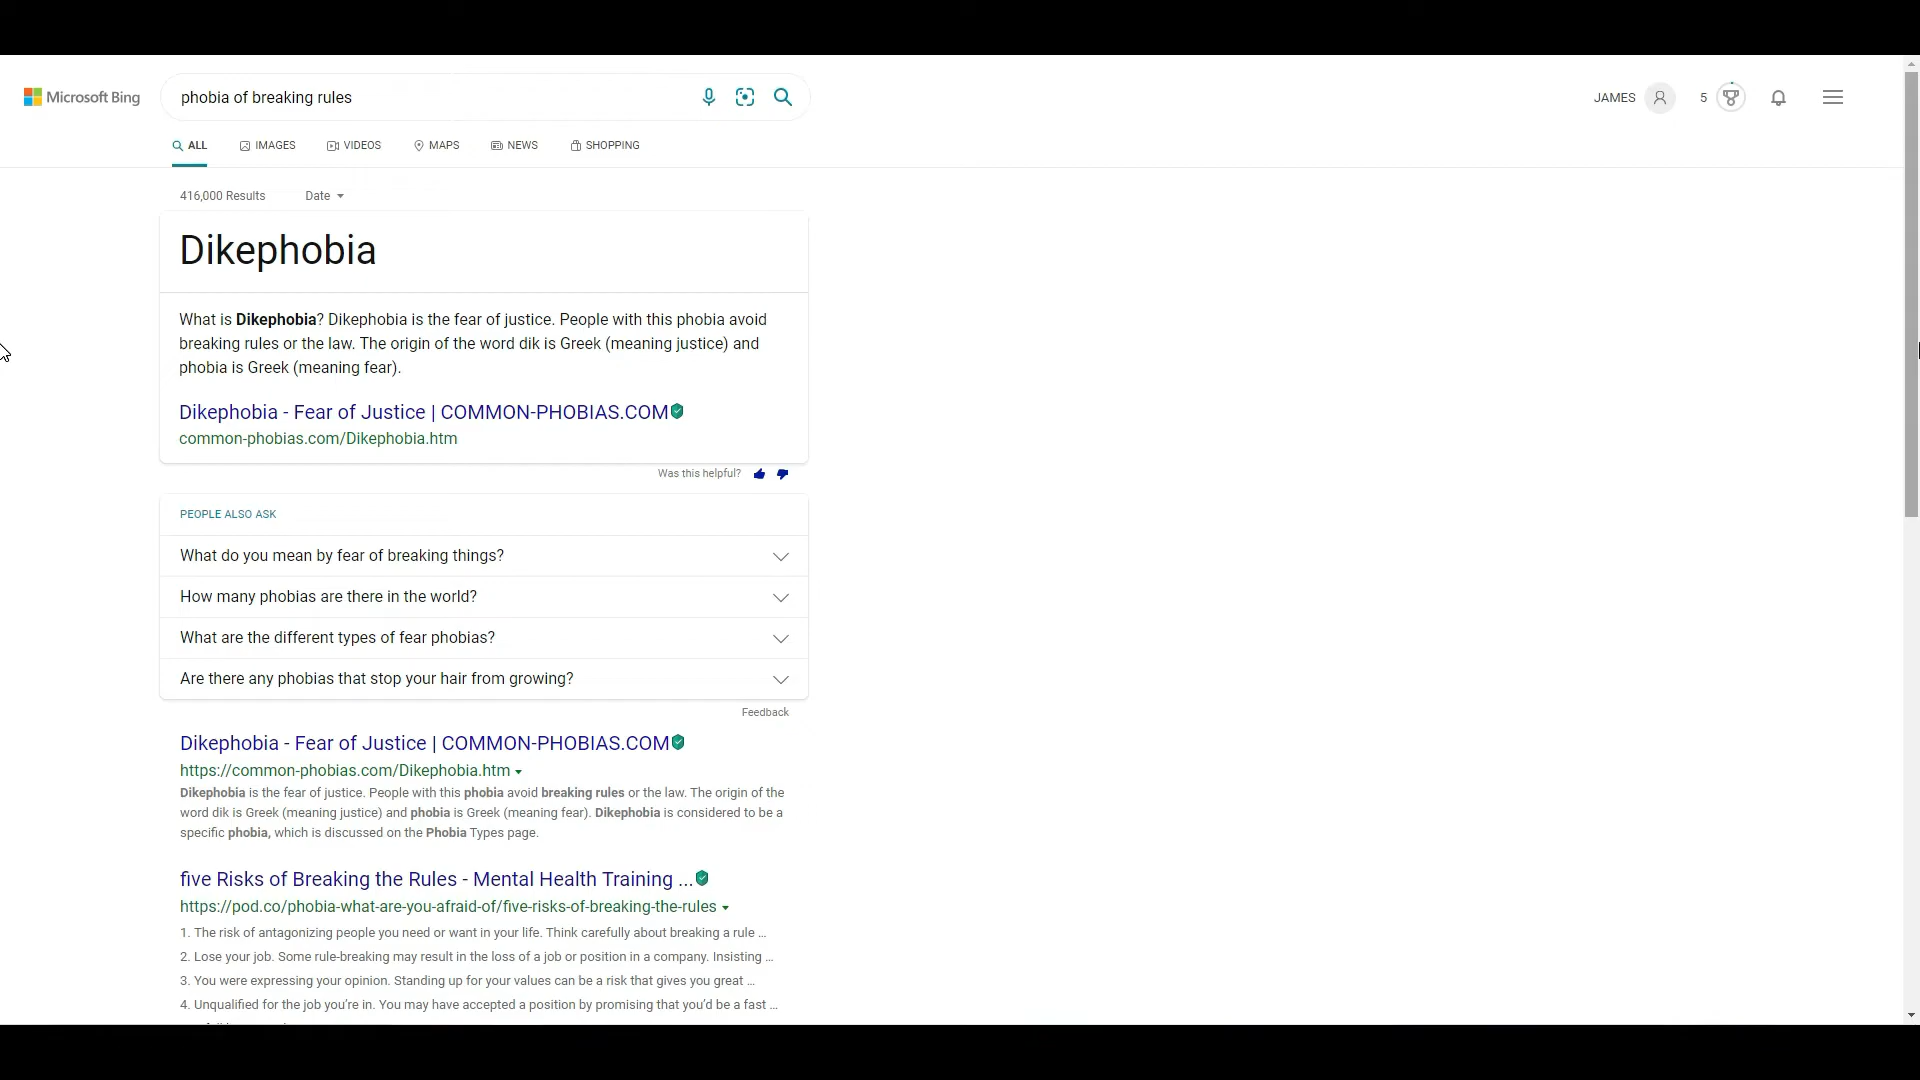 Microsoft Bing
phobia of breaking rules
JAMES
5
ALL
IMAGES
VIDEOS
MAPS
NEWS
SHOPPING
416,000 Results
Date
Dikephobia
What is Dikephobia? Dikephobia is the fear of justice. People with this phobia avoid
breaking rules or the law. The origin of the word dik is Greek (meaning justice) and
phobia is Greek (meaning fear).
Dikephobia - Fear of Justice | COMMON-PHOBIAS.COM
common-phobias.com/Dikephobia.htm
Was this helpful?
PEOPLE ALSO ASK
What do you mean by fear of breaking things?
How many phobias are there in the world?
What are the different types of fear phobias?
Are there any phobias that stop your hair from growing?
Feedback
Dikephobia - Fear of Justice | COMMON-PHOBIAS.COM
https://common-phobias.com/Dikephobia.htm
Dikephobia is the fear of justice. People with this phobia avoid breaking rules or the law. The origin of the
word dik is Greek (meaning justice) and phobia is Greek (meaning fear). Dikephobia is considered to be a
specific phobia, which is discussed on the Phobia Types page.
five Risks of Breaking the Rules - Mental Health Training ...
https://pod.co/phobia-what-are-you-afraid-of/five-risks-of-breaking-the-rules
1. The risk of antagonizing people you need or want in your life. Think carefully about breaking a rule ...
2. Lose your job. Some rule-breaking may result in the loss of a job or position in a company. Insisting ...
3. You were expressing your opinion. Standing up for your values can be a risk that gives you great ...
4. Unqualified for the job you're in. You may have accepted a position by promising that you'd be a fast ...